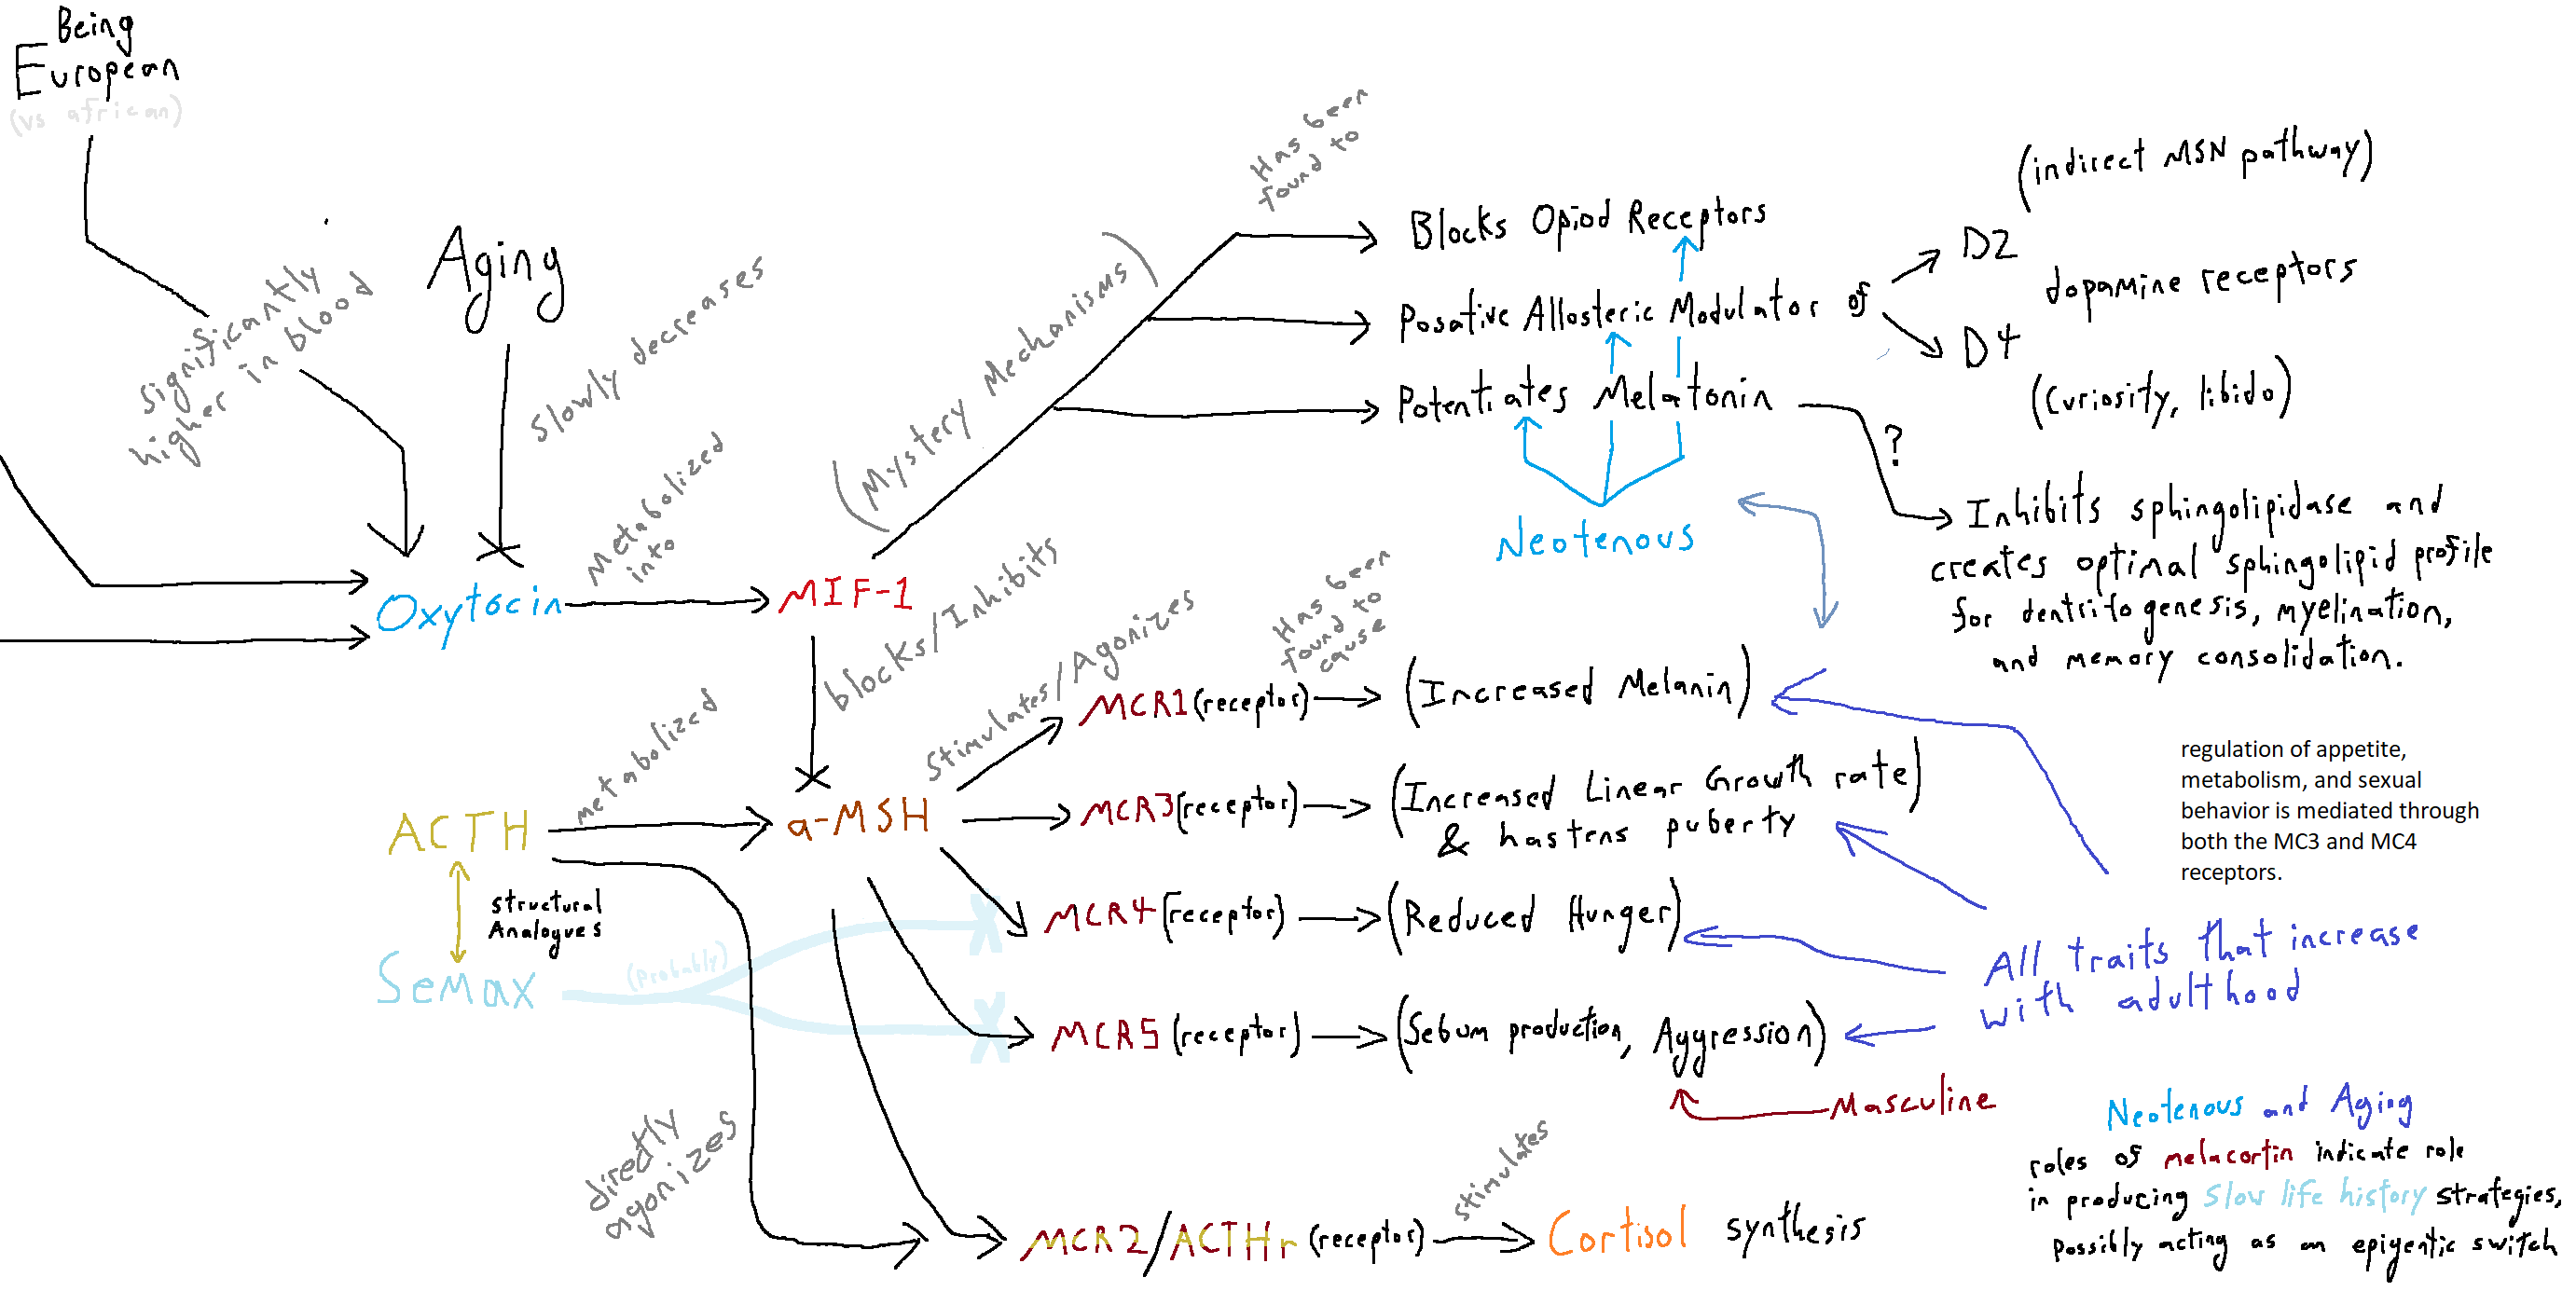 Being
European
(vs african)
significantly
higher in blood
Aging
slowly decreases
Metabolized
into
Oxytocin
MIF-1
(Mystery Mechanisms)
Has been
found to
Blocks Opiod Receptors
Posative Allosteric Modulator of
Potentiates Melatonin
(indirect MSN pathway)
D2
dopamine receptors
D4
(Curiosity, libido)
?
Neotenous
Inhibits sphingolipidase and
creates optimal sphingolipid profile
for dentritogenesis, myelination,
and memory consolidation.
blocks/Inhibits
Stimulates/Agonizes
Has been
found to
cause
MCR1 (receptor)
(Increased Melanin)
metabolized
ACTH
a-MSH
MCR3 (receptor)
(Increased Linear Growth rate)
& hastens puberty
regulation of appetite,
metabolism, and sexual
behavior is mediated through
both the MC3 and MC4
receptors.
structural
Analogues
Semax
(probably)
MCR4 (receptor)
(Reduced Hunger)
All traits that increase
with adulthood
MCR5 (receptor)
(Sebum production, Aggression)
Masculine
directly
agonizes
stimulates
MCR2/ACTHr (receptor)
Cortisol synthesis
Neotenous and Aging
roles of melacortin indicate role
in producing slow life history strategies,
possibly acting as an epigentic switch